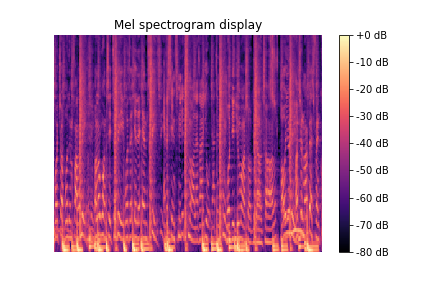 Mel spectrogram display
+0 dB
-10 dB
-20 dB
-30 dB
-40 dB
-50 dB
-60 dB
-70 dB
-80 dB